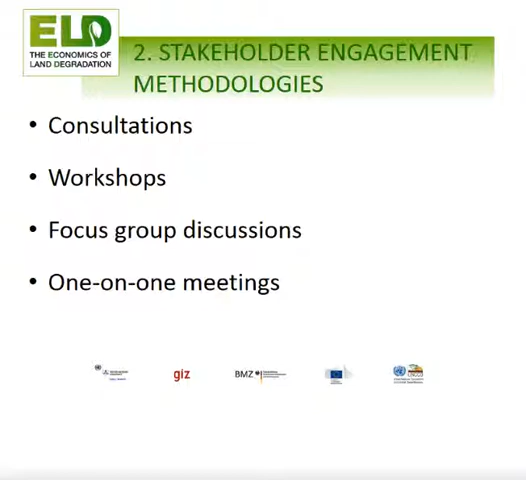 ELD
THE ECONOMICS OF
LAND DEGRADATION
2. STAKEHOLDER ENGAGEMENT
METHODOLOGIES
• Consultations
• Workshops
• Focus group discussions
• One-on-one meetings
giz
BMZ